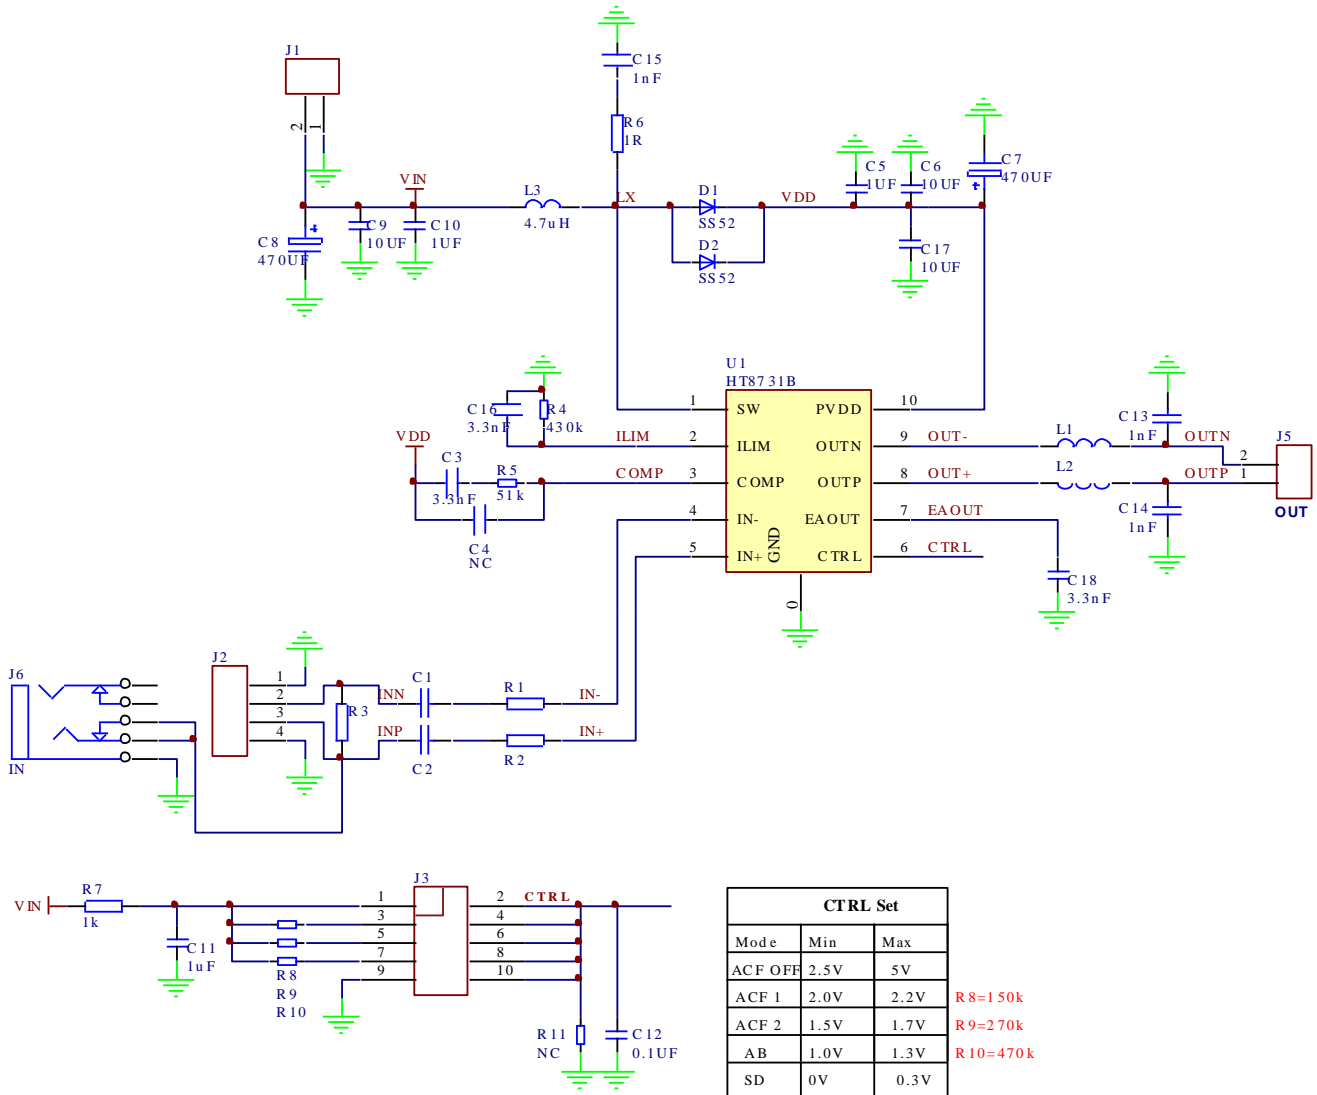 J1
2
1
C15
1nF
R6
1R
VIN
L3
4.7uH
LX
D1
SS52
D2
SS52
VDD
C5
1UF
C6
10UF
C7
470UF
C8
470UF
C9
10UF
C10
1UF
C17
10UF
U1
HT8731B
1
SW
PVDD
10
2
ILIM
OUTN
9
3
COMP
OUTP
8
4
IN-
EAOUT
7
5
IN+
CTRL
6
GND
0
C16
3.3nF
R4
430k
ILIM
VDD
C3
3.3nF
R5
51k
COMP
C4
NC
OUT-
L1
C13
1nF
OUTN
J5
2
OUT+
L2
OUTP
1
OUT
C14
1nF
EAOUT
CTRL
C18
3.3nF
J6
IN
J2
1
2
3
4
R3
INN
C1
R1
IN-
INP
C2
R2
IN+
VIN
R7
1k
C11
1uF
J3
1
3
5
7
9
2
4
6
8
10
CTRL
R8
R9
R10
R11
NC
C12
0.1UF
CTRL Set
Mode Min Max
ACF OFF 2.5V 5V
ACF 1 2.0V 2.2V R8=150k
ACF 2 1.5V 1.7V R9=270k
AB 1.0V 1.3V R10=470k
SD 0V 0.3V